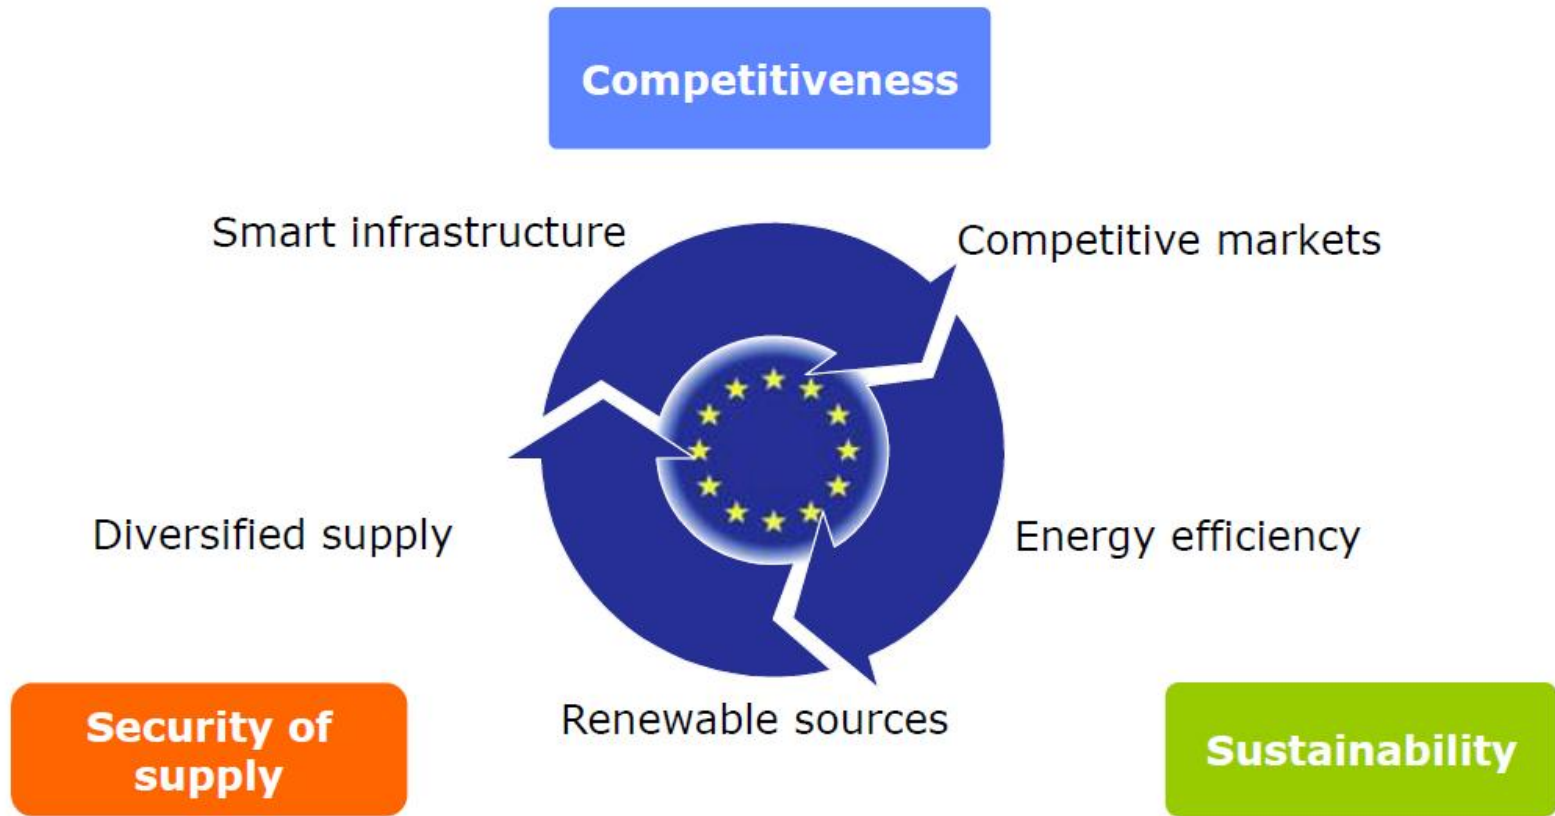 Competitiveness
Smart infrastructure
Competitive markets
Diversified supply
Energy efficiency
Renewable sources
Security of
supply
Sustainability